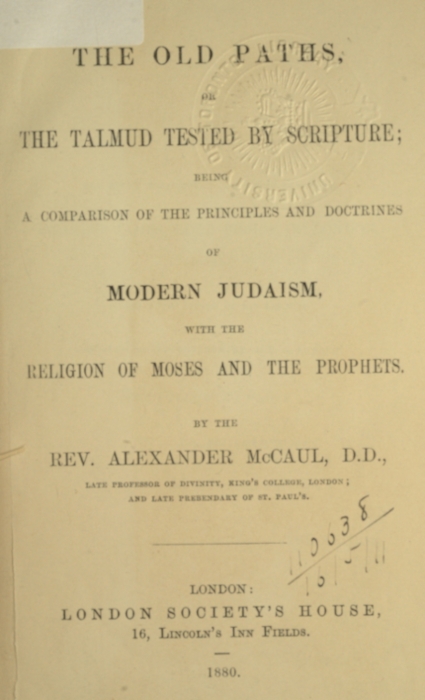 THE OLD PATHS,
OR
THE TALMUD TESTED BY SCRIPTURE;
BEING
A COMPARISON OF THE PRINCIPLES AND DOCTRINES
OF
MODERN JUDAISM,
WITH THE
RELIGION OF MOSES AND THE PROPHETS.
BY THE
REV. ALEXANDER McCAUL, D.D.,
LATE PROFESSOR OF DIVINITY, KING'S COLLEGE, LONDON;
AND LATE PREBENDARY OF ST. PAUL'S.
LONDON:
LONDON SOCIETY'S HOUSE,
16, LINCOLN'S INN FIELDS.
1880.